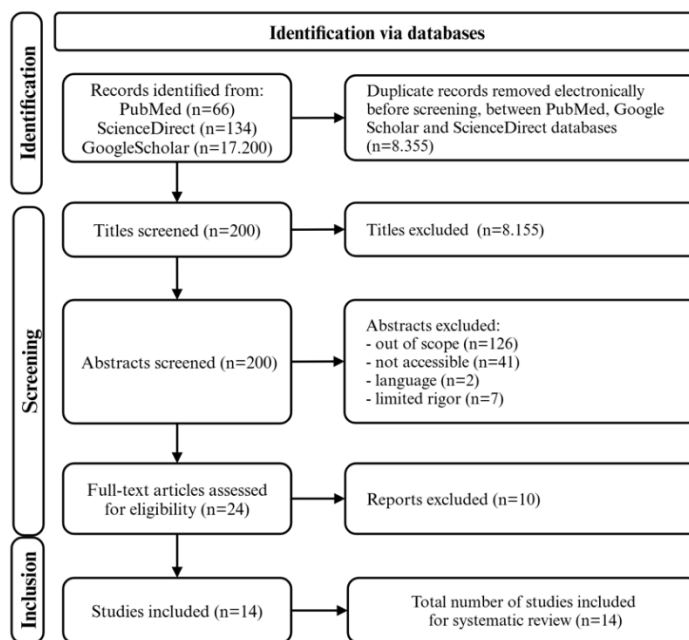 Identification via databases
Identification
Records identified from:
PubMed (n=66)
ScienceDirect (n=134)
GoogleScholar (n=17.200)
Duplicate records removed electronically
before screening, between PubMed, Google
Scholar and ScienceDirect databases
(n=8.355)
Screening
Titles screened (n=200)
Titles excluded (n=8.155)
Abstracts screened (n=200)
Abstracts excluded:
- out of scope (n=126)
- not accessible (n=41)
- language (n=2)
- limited rigor (n=7)
Full-text articles assessed
for eligibility (n=24)
Reports excluded (n=10)
Inclusion
Studies included (n=14)
Total number of studies included
for systematic review (n=14)